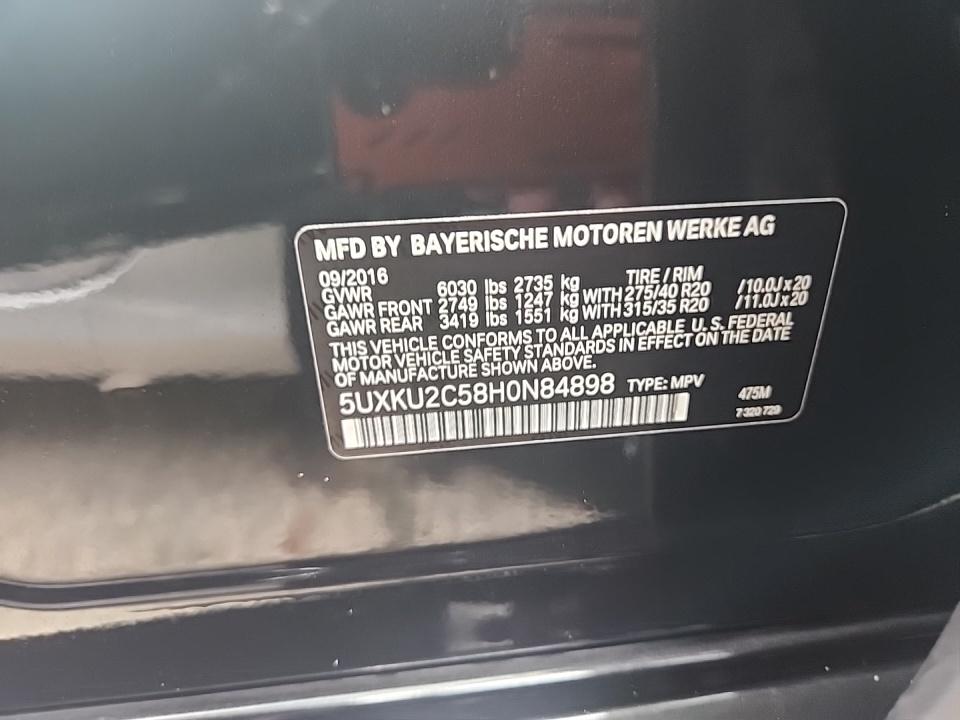 MFD BY BAYERISCHE MOTOREN WERKE AG
09/2016 TIRE / RIM
GVWR 6030 lbs 2735 kg
GAWR FRONT 2749 lbs 1247 kg WITH 275/40 R20 /10.0J x 20
GAWR REAR 3419 lbs 1551 kg WITH 315/35 R20 /11.0J x 20
THIS VEHICLE CONFORMS TO ALL APPLICABLE U.S. FEDERAL
MOTOR VEHICLE SAFETY STANDARDS IN EFFECT ON THE DATE
OF MANUFACTURE SHOWN ABOVE.
5UXKU2C58H0N84898 TYPE: MPV 475M
7 320 729